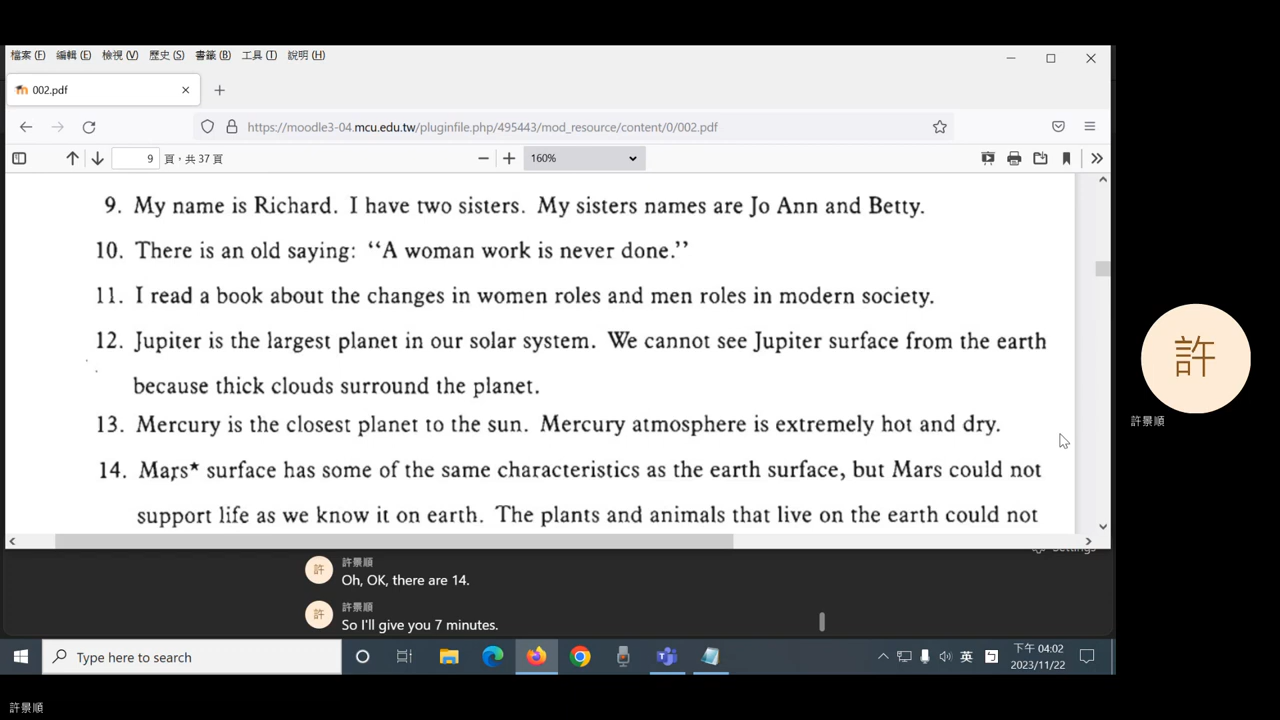 檔案 (F) 編輯 (E) 檢視 (V) 歷史 (S) 書籤 (B) 工具 (T) 說明 (H)
002.pdf
https://moodle3-04.mcu.edu.tw/pluginfile.php/495443/mod_resource/content/0/002.pdf
9 頁，共 37 頁 160%
9. My name is Richard. I have two sisters. My sisters names are Jo Ann and Betty.
10. There is an old saying: “A woman work is never done.”
11. I read a book about the changes in women roles and men roles in modern society.
12. Jupiter is the largest planet in our solar system. We cannot see Jupiter surface from the earth
because thick clouds surround the planet.
13. Mercury is the closest planet to the sun. Mercury atmosphere is extremely hot and dry.
14. Mars* surface has some of the same characteristics as the earth surface, but Mars could not
support life as we know it on earth. The plants and animals that live on the earth could not
許
許景順
Settings
許 許景順
Oh, OK, there are 14.
許 許景順
So I'll give you 7 minutes.
Type here to search
英
下午 04:02
2023/11/22
許景順